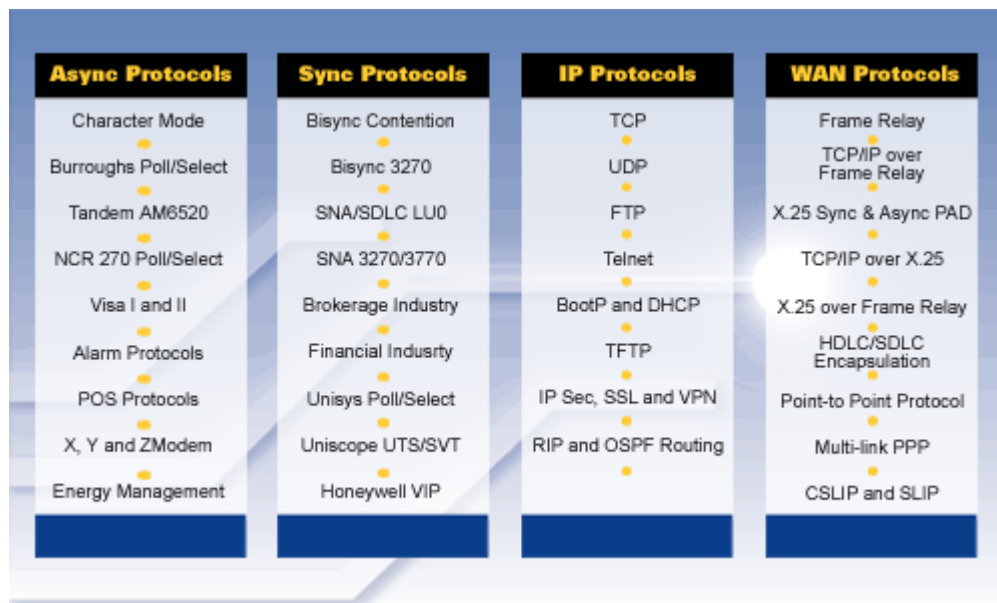 Async Protocols
Character Mode
Burroughs Poll/Select
Tandem AM6520
NCR 270 Poll/Select
Visa I and II
Alarm Protocols
POS Protocols
X, Y and ZModem
Energy Management
Sync Protocols
Bisync Contention
Bisync 3270
SNA/SDLC LU0
SNA 3270/3770
Brokerage Industry
Financial Indusrty
Unisys Poll/Select
Uniscope UTS/SVT
Honeywell VIP
IP Protocols
TCP
UDP
FTP
Telnet
BootP and DHCP
TFTP
IP Sec, SSL and VPN
RIP and OSPF Routing
WAN Protocols
Frame Relay
TCP/IP over
Frame Relay
X.25 Sync & Async PAD
TCP/IP over X.25
X.25 over Frame Relay
HDLC/SDLC
Encapsulation
Point-to Point Protocol
Multi-link PPP
CSLIP and SLIP